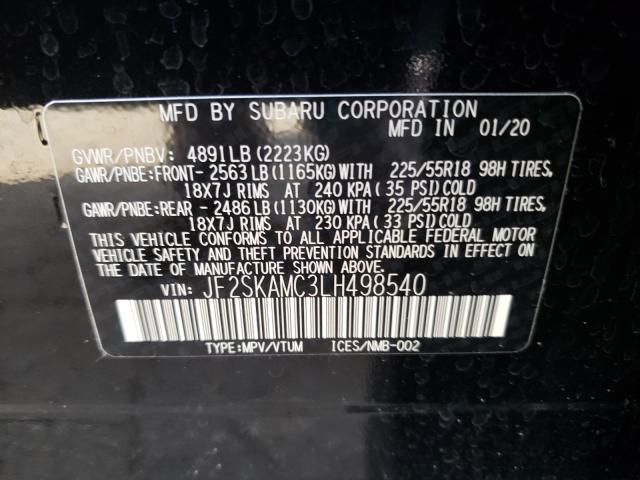 MFD BY SUBARU CORPORATION
MFD IN 01/20
GVWR/PNBV: 4891LB (2223KG)
GAWR/PNBE:FRONT- 2563 LB (1165KG) WITH 225/55R18 98H TIRES,
18X7J RIMS AT 240 KPA (35 PSI) COLD
GAWR/PNBE:REAR - 2486 LB (1130KG) WITH 225/55R18 98H TIRES,
18X7J RIMS AT 230 KPA (33 PSI) COLD
THIS VEHICLE CONFORMS TO ALL APPLICABLE FEDERAL MOTOR
VEHICLE SAFETY AND THEFT PREVENTION STANDARDS IN EFFECT
ON THE DATE OF MANUFACTURE SHOWN ABOVE.
VIN: JF2SKAMC3LH498540
TYPE:MPV/VTUM ICES/NMB-002